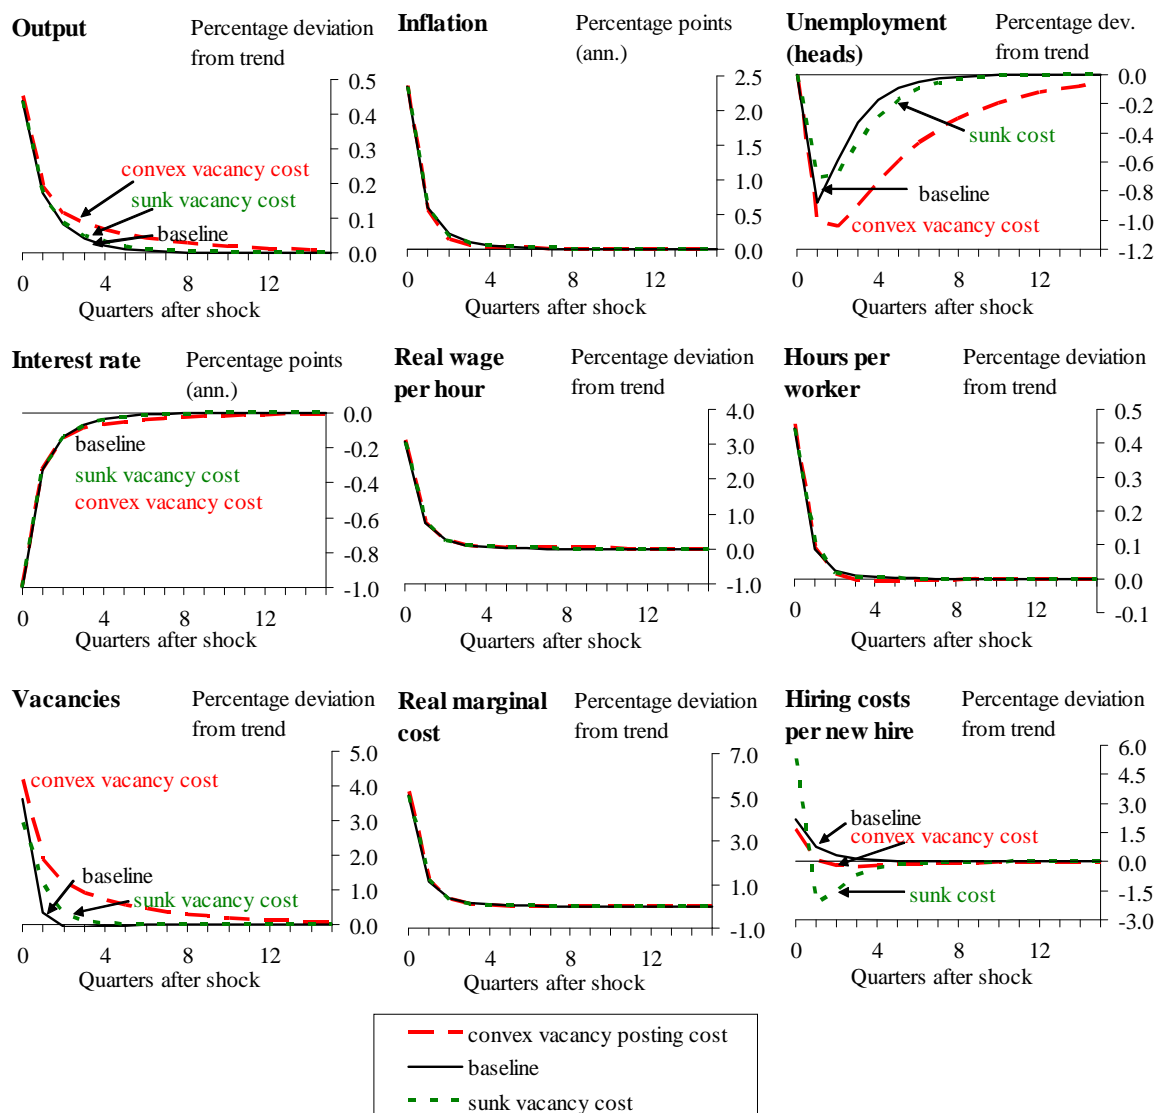 Output
Percentage deviation
from trend
0.5
0.4
0.3
0.2
0.1
0.0
convex vacancy cost
sunk vacancy cost
baseline
0 4 8 12
Quarters after shock
Inflation
Percentage points
(ann.)
2.5
2.0
1.5
1.0
0.5
0.0
0 4 8 12
Quarters after shock
Unemployment
(heads)
Percentage dev.
from trend
0.0
-0.2
-0.4
-0.6
-0.8
-1.0
-1.2
sunk cost
baseline
convex vacancy cost
0 4 8 12
Quarters after shock
Interest rate
Percentage points
(ann.)
0.0
-0.2
-0.4
-0.6
-0.8
-1.0
baseline
sunk vacancy cost
convex vacancy cost
0 4 8 12
Quarters after shock
Real wage
per hour
Percentage deviation
from trend
4.0
3.0
2.0
1.0
0.0
-1.0
0 4 8 12
Quarters after shock
Hours per
worker
Percentage deviation
from trend
0.5
0.4
0.3
0.2
0.1
0.0
-0.1
0 4 8 12
Quarters after shock
Vacancies
Percentage deviation
from trend
5.0
4.0
3.0
2.0
1.0
0.0
convex vacancy cost
baseline
sunk vacancy cost
0 4 8 12
Quarters after shock
Real marginal
cost
Percentage deviation
from trend
7.0
5.0
3.0
1.0
-1.0
0 4 8 12
Quarters after shock
Hiring costs
per new hire
Percentage deviation
from trend
6.0
4.5
3.0
1.5
0.0
-1.5
-3.0
baseline
convex vacancy cost
sunk cost
0 4 8 12
Quarters after shock
convex vacancy posting cost
baseline
sunk vacancy cost